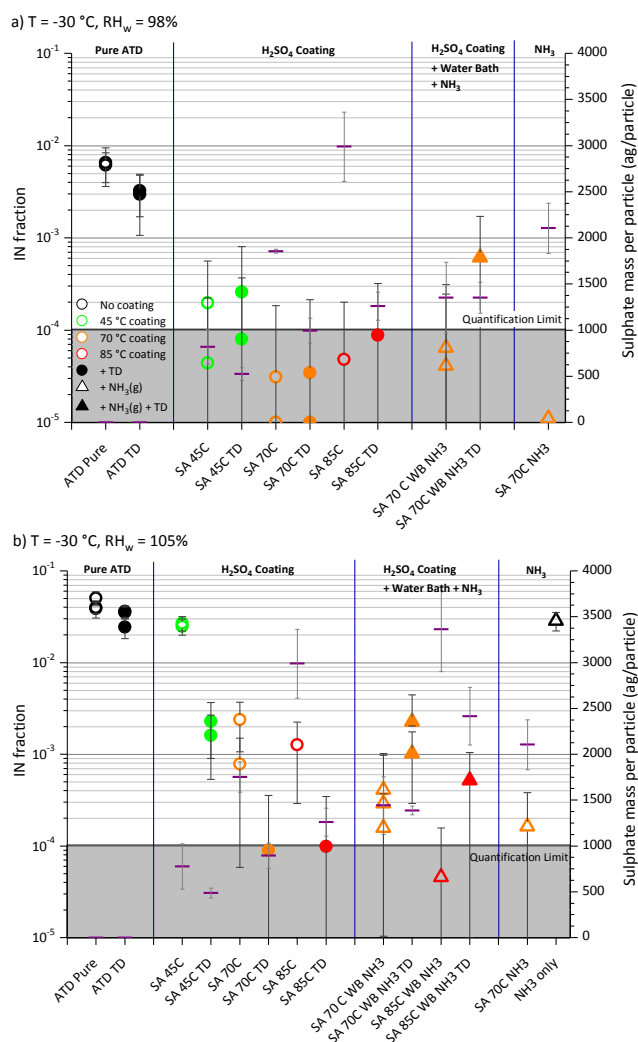 a) T = -30 °C, RHw = 98%
Pure ATD
H2SO4 Coating
H2SO4 Coating
+ Water Bath
+ NH3
NH3
10-1
10-2
10-3
10-4
10-5
IN fraction
4000
3500
3000
2500
2000
1500
1000
500
0
Sulphate mass per particle (ag/particle)
No coating
45 °C coating
70 °C coating
85 °C coating
+ TD
+ NH3(g)
+ NH3(g) + TD
Quantification Limit
ATD Pure
ATD TD
SA 45C
SA 45C TD
SA 70C
SA 70C TD
SA 85C
SA 85C TD
SA 70 C WB NH3
SA 70C WB NH3 TD
SA 70C NH3
b) T = -30 °C, RHw = 105%
Pure ATD
H2SO4 Coating
H2SO4 Coating
+ Water Bath + NH3
NH3
10-1
10-2
10-3
10-4
10-5
IN fraction
4000
3500
3000
2500
2000
1500
1000
500
0
Sulphate mass per particle (ag/particle)
Quantification Limit
ATD Pure
ATD TD
SA 45C
SA 45C TD
SA 70C
SA 70C TD
SA 85C
SA 85C TD
SA 70 C WB NH3
SA 70C WB NH3 TD
SA 85C WB NH3
SA 85C WB NH3 TD
SA 70C NH3
NH3 only